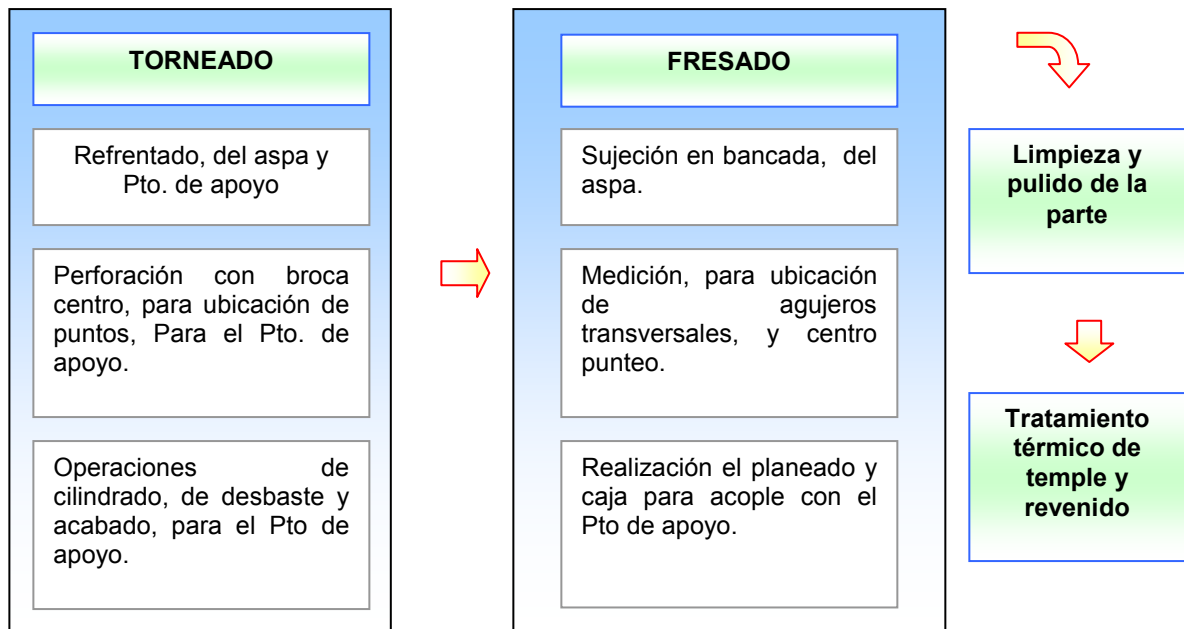 TORNEADO
Refrentado, del aspa y
Pto. de apoyo
Perforación con broca
centro, para ubicación de
puntos, Para el Pto. de
apoyo.
Operaciones de
cilindrado, de desbaste y
acabado, para el Pto de
apoyo.
FRESADO
Sujeción en bancada, del
aspa.
Medición, para ubicación
de agujeros
transversales, y centro
punteo.
Realización el planeado y
caja para acople con el
Pto de apoyo.
Limpieza y
pulido de la
parte
Tratamiento
térmico de
temple y
revenido